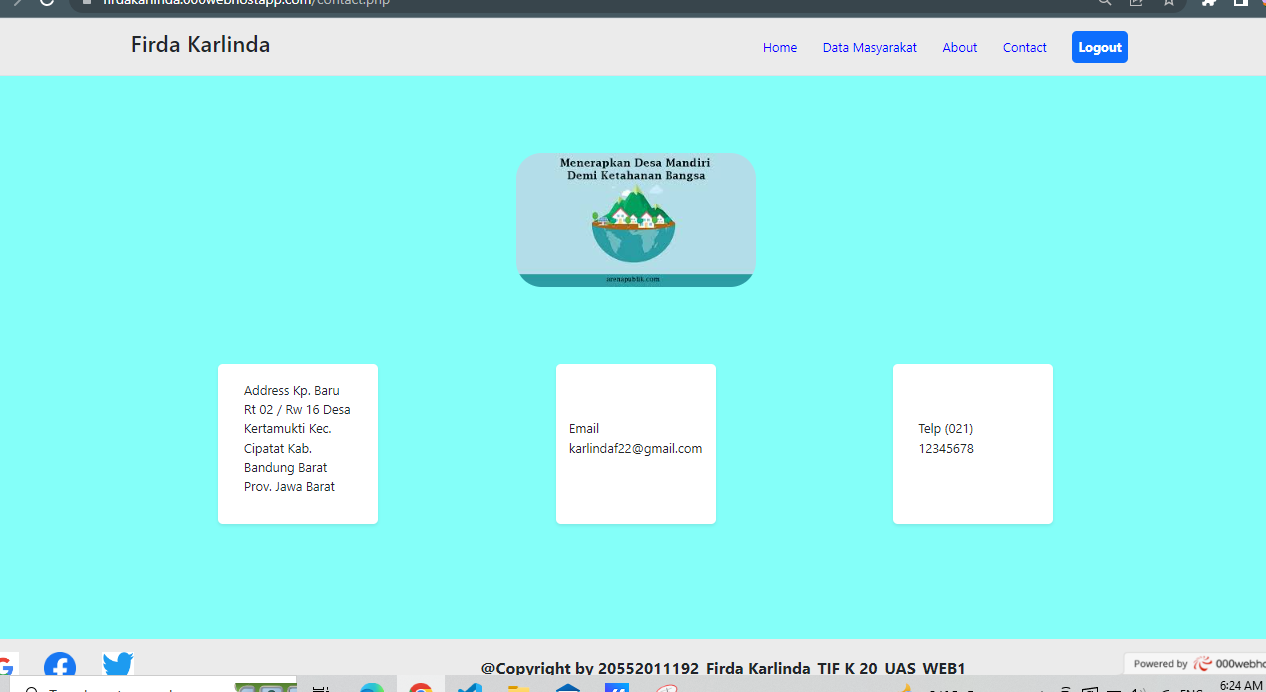 firdakarlinda.000webhostapp.com/contact.php
Firda Karlinda
Home
Data Masyarakat
About
Contact
Logout
Menerapkan Desa Mandiri
Demi Ketahanan Bangsa
arenapublik.com
Address Kp. Baru
Rt 02 / Rw 16 Desa
Kertamukti Kec.
Cipatat Kab.
Bandung Barat
Prov. Jawa Barat
Email
karlindaf22@gmail.com
Telp (021)
12345678
@Copyright by 20552011192_Firda Karlinda_TIF K 20_UAS_WEB1
Powered by 000webho
6:24 AM